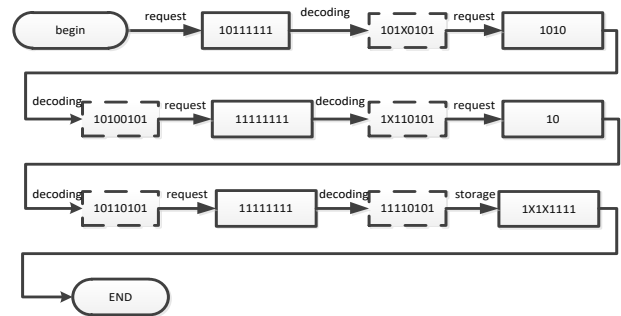 begin request 10111111 decoding 101X0101 request 1010
decoding 10100101 request 11111111 decoding 1X110101 request 10
decoding 10110101 request 11111111 decoding 11110101 storage 1X1X1111
END